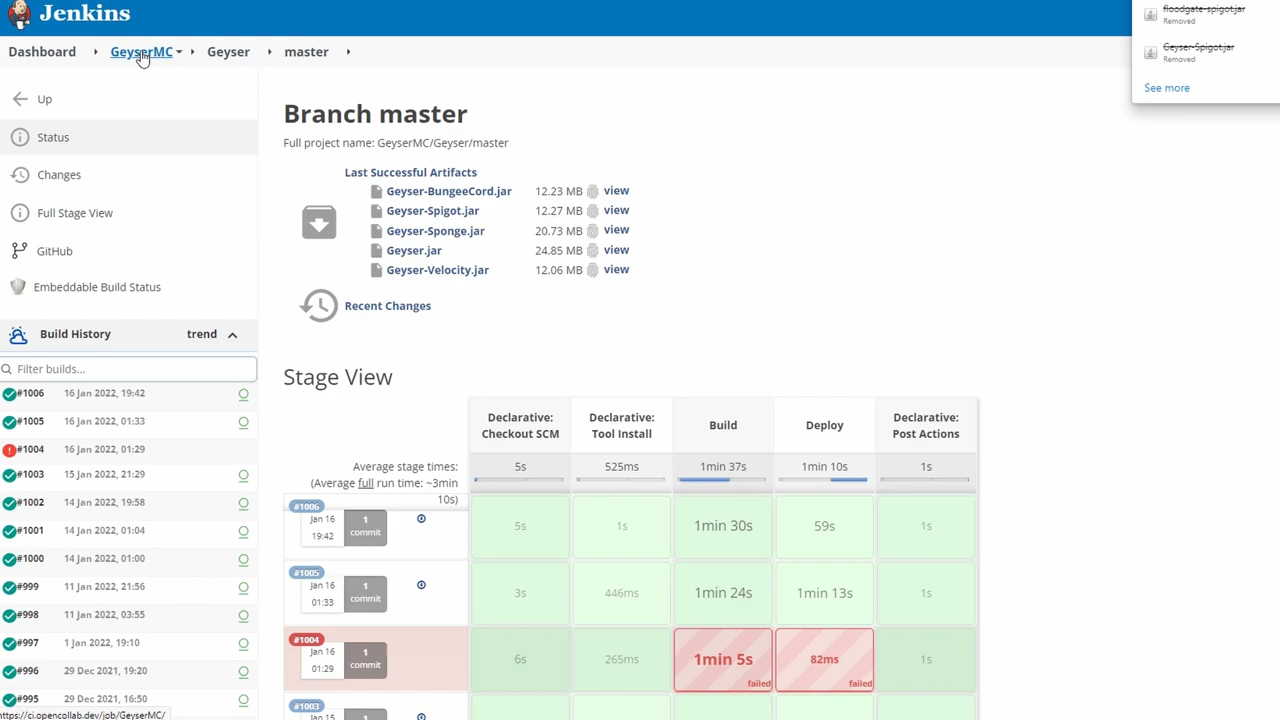 Jenkins
Dashboard
GeyserMC
Geyser
master
floodgate-spigot.jar
Removed
Geyser-Spigot.jar
Removed
See more
Up
Status
Changes
Full Stage View
GitHub
Embeddable Build Status
Build History
trend
Filter builds...
#1006 16 Jan 2022, 19:42
#1005 16 Jan 2022, 01:33
#1004 16 Jan 2022, 01:29
#1003 15 Jan 2022, 21:29
#1002 14 Jan 2022, 19:58
#1001 14 Jan 2022, 01:04
#1000 14 Jan 2022, 01:00
#999 11 Jan 2022, 21:56
#998 11 Jan 2022, 03:55
#997 1 Jan 2022, 19:10
#996 29 Dec 2021, 19:20
#995 29 Dec 2021, 16:50
https://ci.opencollab.dev/job/GeyserMC/
Branch master
Full project name: GeyserMC/Geyser/master
Last Successful Artifacts
Geyser-BungeeCord.jar 12.23 MB view
Geyser-Spigot.jar 12.27 MB view
Geyser-Sponge.jar 20.73 MB view
Geyser.jar 24.85 MB view
Geyser-Velocity.jar 12.06 MB view
Recent Changes
Stage View
Declarative:
Checkout SCM
Declarative:
Tool Install
Build
Deploy
Declarative:
Post Actions
Average stage times:
(Average full run time: ~3min
10s)
5s
525ms
1min 37s
1min 10s
1s
#1006
Jan 16
19:42
1
commit
5s
1s
1min 30s
59s
1s
#1005
Jan 16
01:33
1
commit
3s
446ms
1min 24s
1min 13s
1s
#1004
Jan 16
01:29
1
commit
6s
265ms
1min 5s
failed
82ms
failed
1s
#1003
Jan 15
1